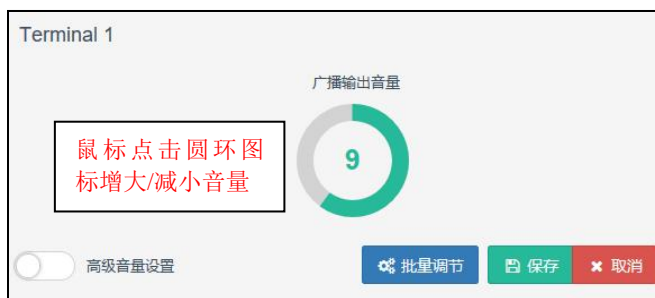 Terminal 1
广播输出音量
鼠标点击圆环图
标增大/减小音量
9
高级音量设置
批量调节
保存
取消